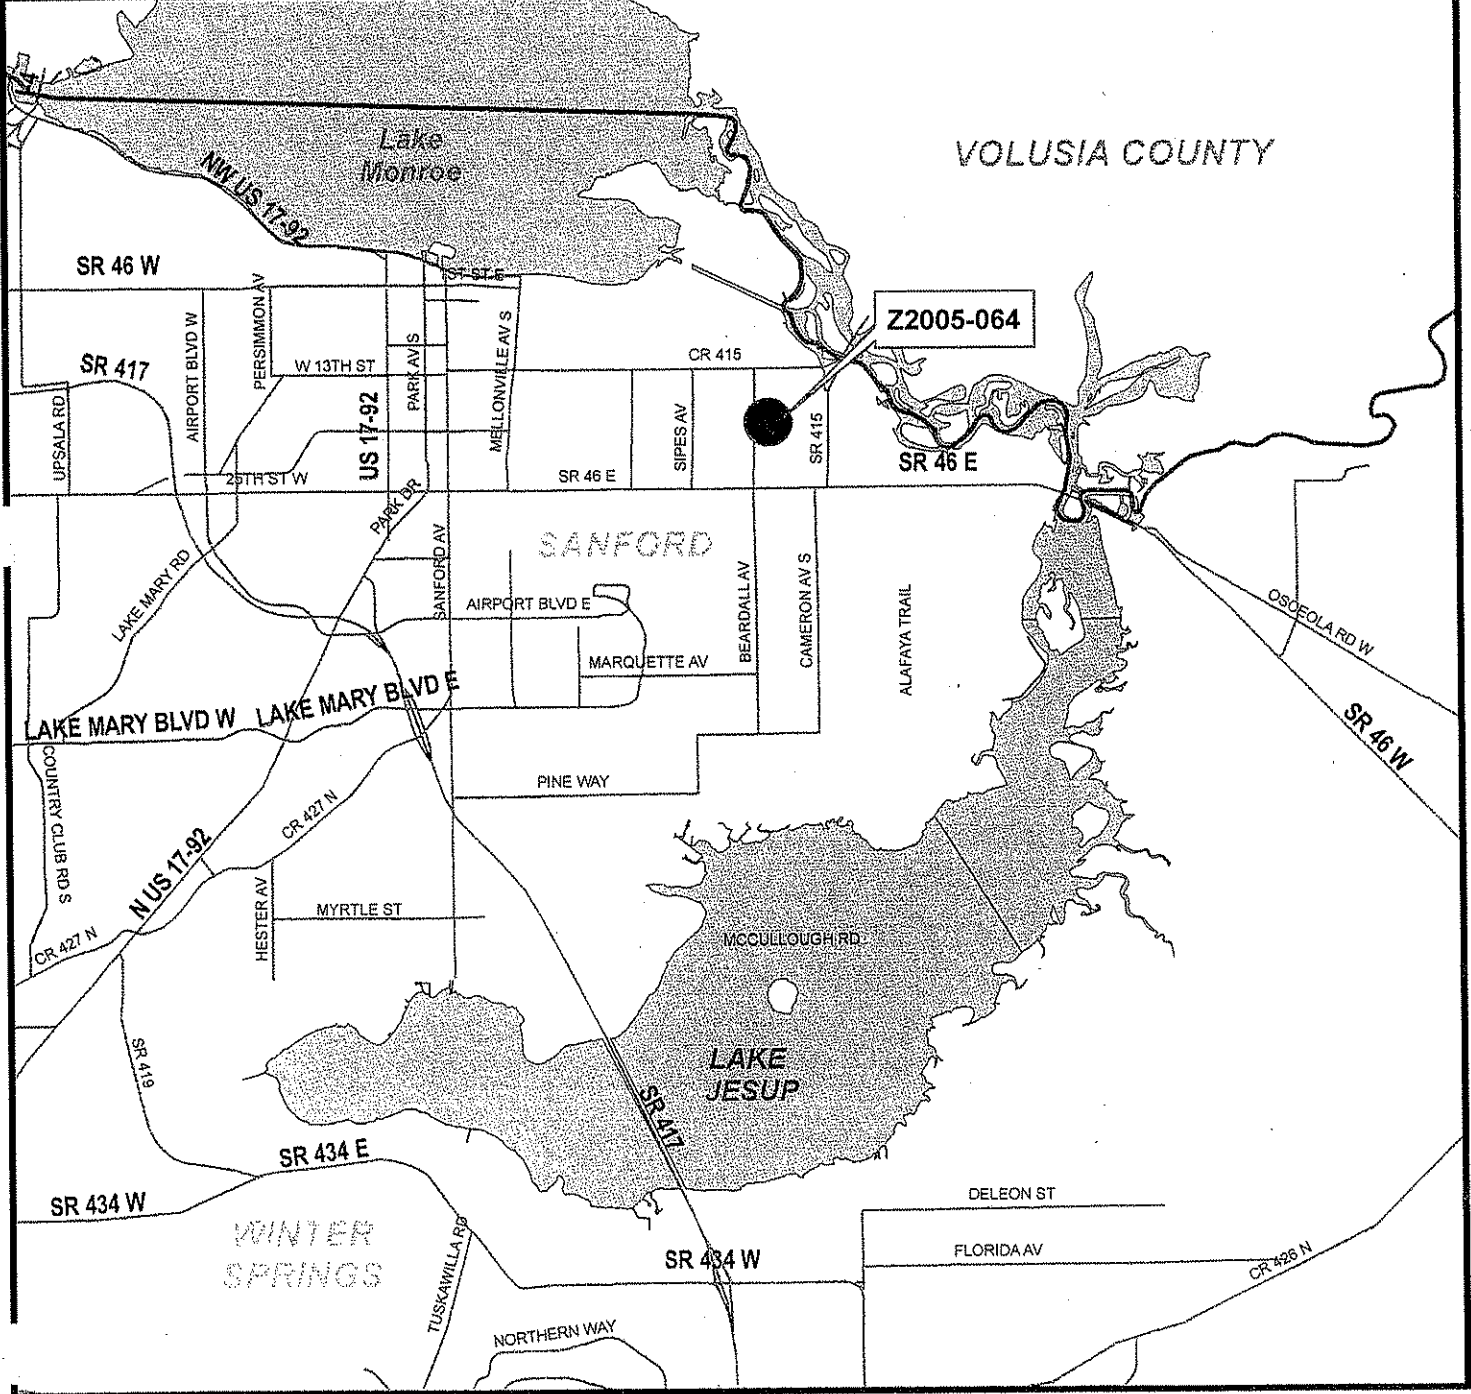 Lake
Monroe
VOLUSIA COUNTY
NW US 17-92
SR 46 W
1ST ST E
Z2005-064
PERSIMMON AV
AIRPORT BLVD W
SR 417
W 13TH ST
PARK AV S
MELLONVILLE AV S
CR 415
UPSALA RD
US 17-92
SIPES AV
SR 415
SR 46 E
25TH ST W
SR 46 E
PARK DR
SANFORD
SANFORD AV
LAKE MARY RD
AIRPORT BLVD E
BEARDALL AV
CAMERON AV S
ALAFAYA TRAIL
OSCEOLA RD W
MARQUETTE AV
LAKE MARY BLVD W
LAKE MARY BLVD E
SR 46 W
COUNTRY CLUB RD S
PINE WAY
CR 427 N
N US 17-92
HESTER AV
MYRTLE ST
CR 427 N
MCCULLOUGH RD
SR 419
LAKE
JESUP
SR 417
SR 434 E
SR 434 W
DELEON ST
WINTER
SPRINGS
TUSKAWILLA RD
SR 434 W
FLORIDA AV
CR 426 N
NORTHERN WAY